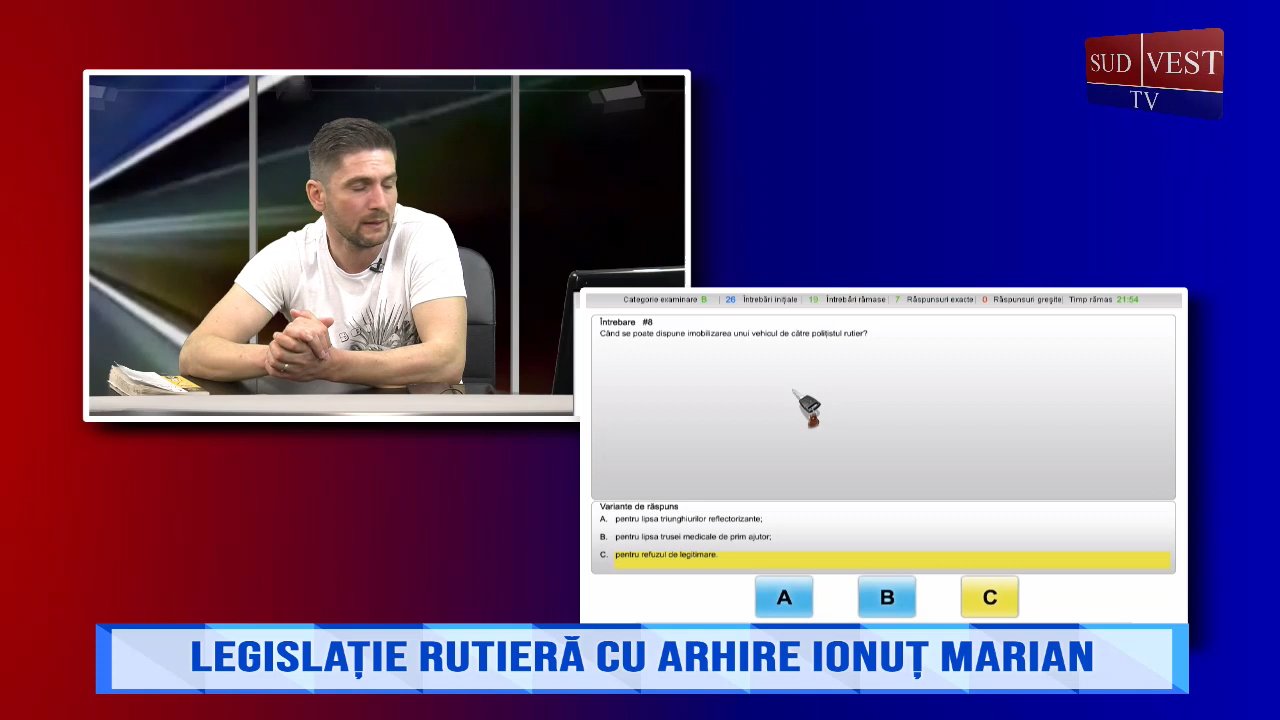 SUD VEST
TV
Categorie examinare B | 26 Întrebări inițiale | 19 Întrebări rămase | 7 Răspunsuri exacte | 0 Răspunsuri greșite | Timp rămas 21:54
Întrebare #8
Când se poate dispune imobilizarea unui vehicul de către polițistul rutier?
Variante de răspuns
A. pentru lipsa triunghiurilor reflectorizante;
B. pentru lipsa trusei medicale de prim ajutor;
C. pentru refuzul de legitimare.
A B C
LEGISLAȚIE RUTIERĂ CU ARHIRE IONUȚ MARIAN